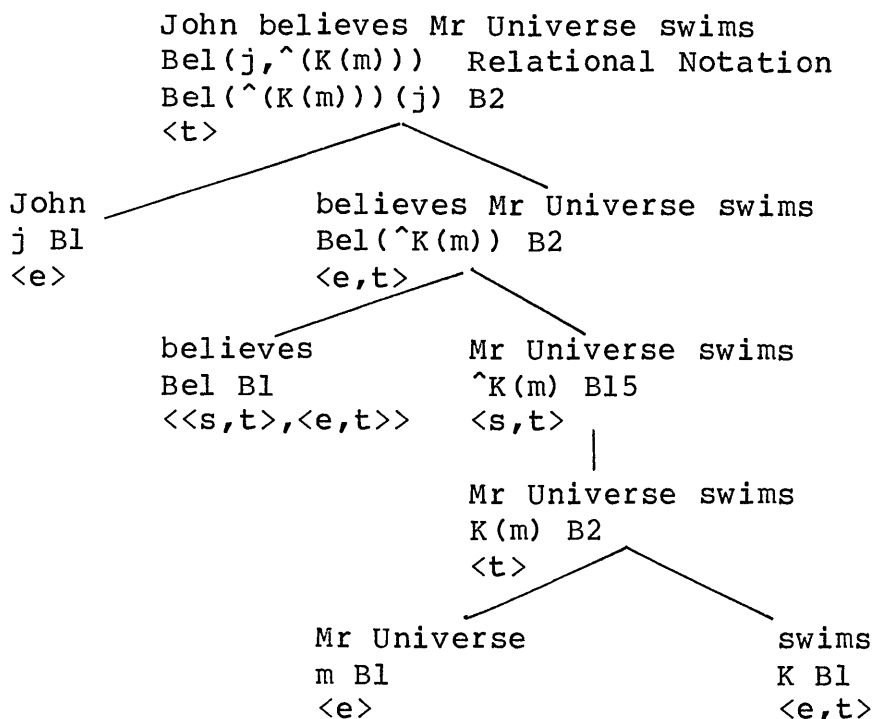 John believes Mr Universe swims
Bel(j,^(K(m))) Relational Notation
Bel(^(K(m)))(j) B2
<t>
John
j B1
<e>
believes Mr Universe swims
Bel(^K(m)) B2
<e,t>
believes
Bel B1
<<s,t>,<e,t>>
Mr Universe swims
^K(m) B15
<s,t>
Mr Universe swims
K(m) B2
<t>
Mr Universe
m B1
<e>
swims
K B1
<e,t>